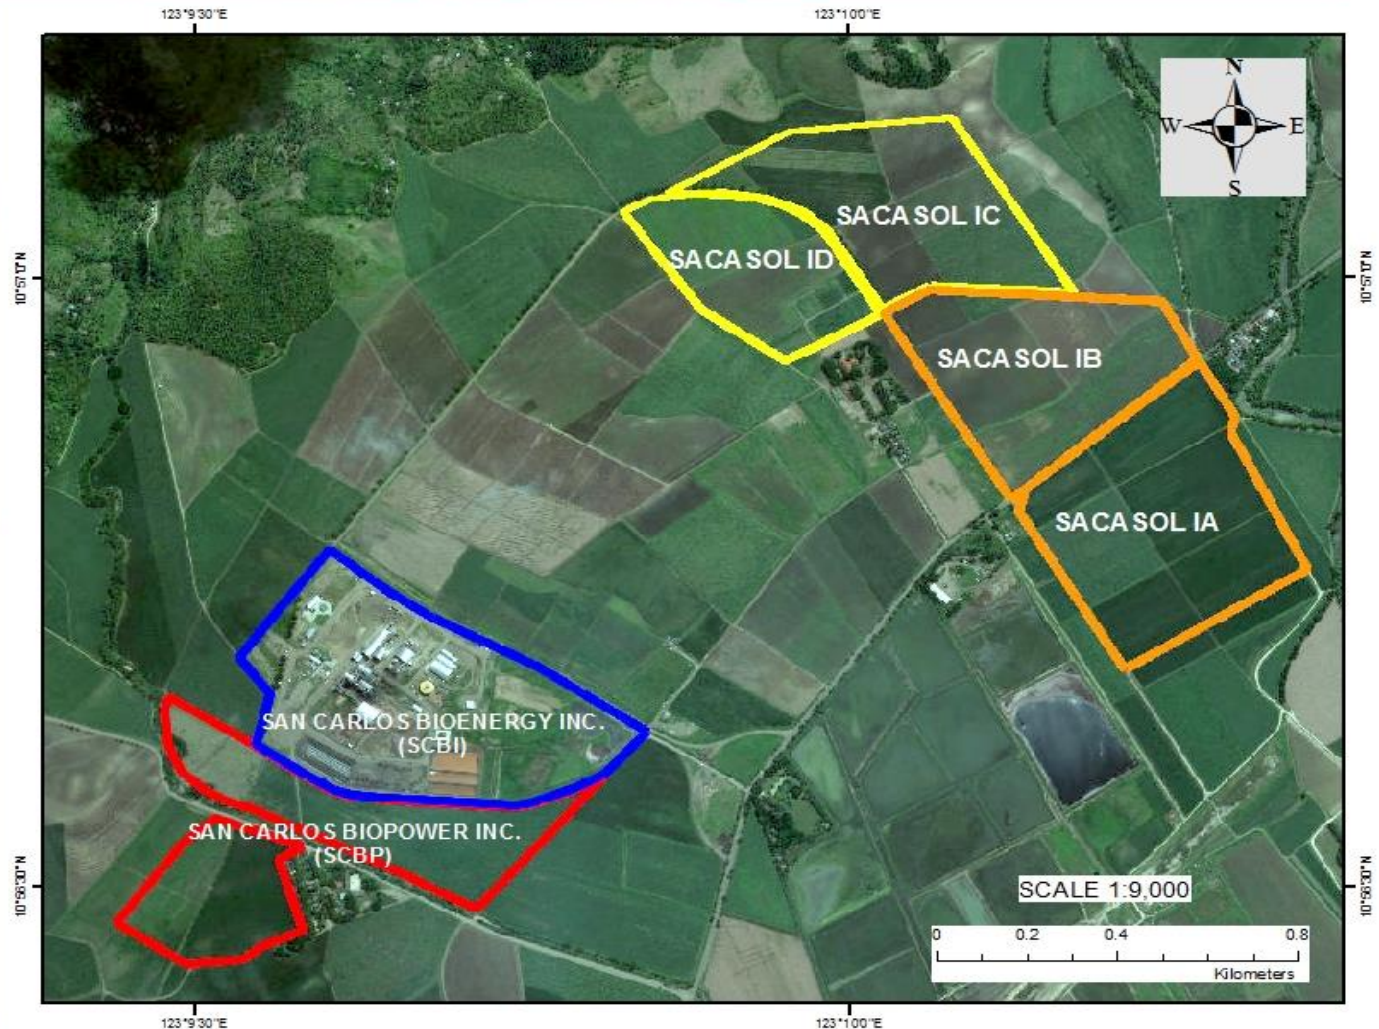 123°9'30"E
123°10'0"E
N
W
E
S
SACASOL IC
SACASOL ID
10°57'0"N
10°57'0"N
SACASOL IB
SACASOL IA
SAN CARLOS BIOENERGY INC.
(SCBI)
SAN CARLOS BIOPOWER INC.
(SCBP)
10°56'30"N
10°56'30"N
SCALE 1:9,000
0 0.2 0.4 0.8
Kilometers
123°9'30"E
123°10'0"E